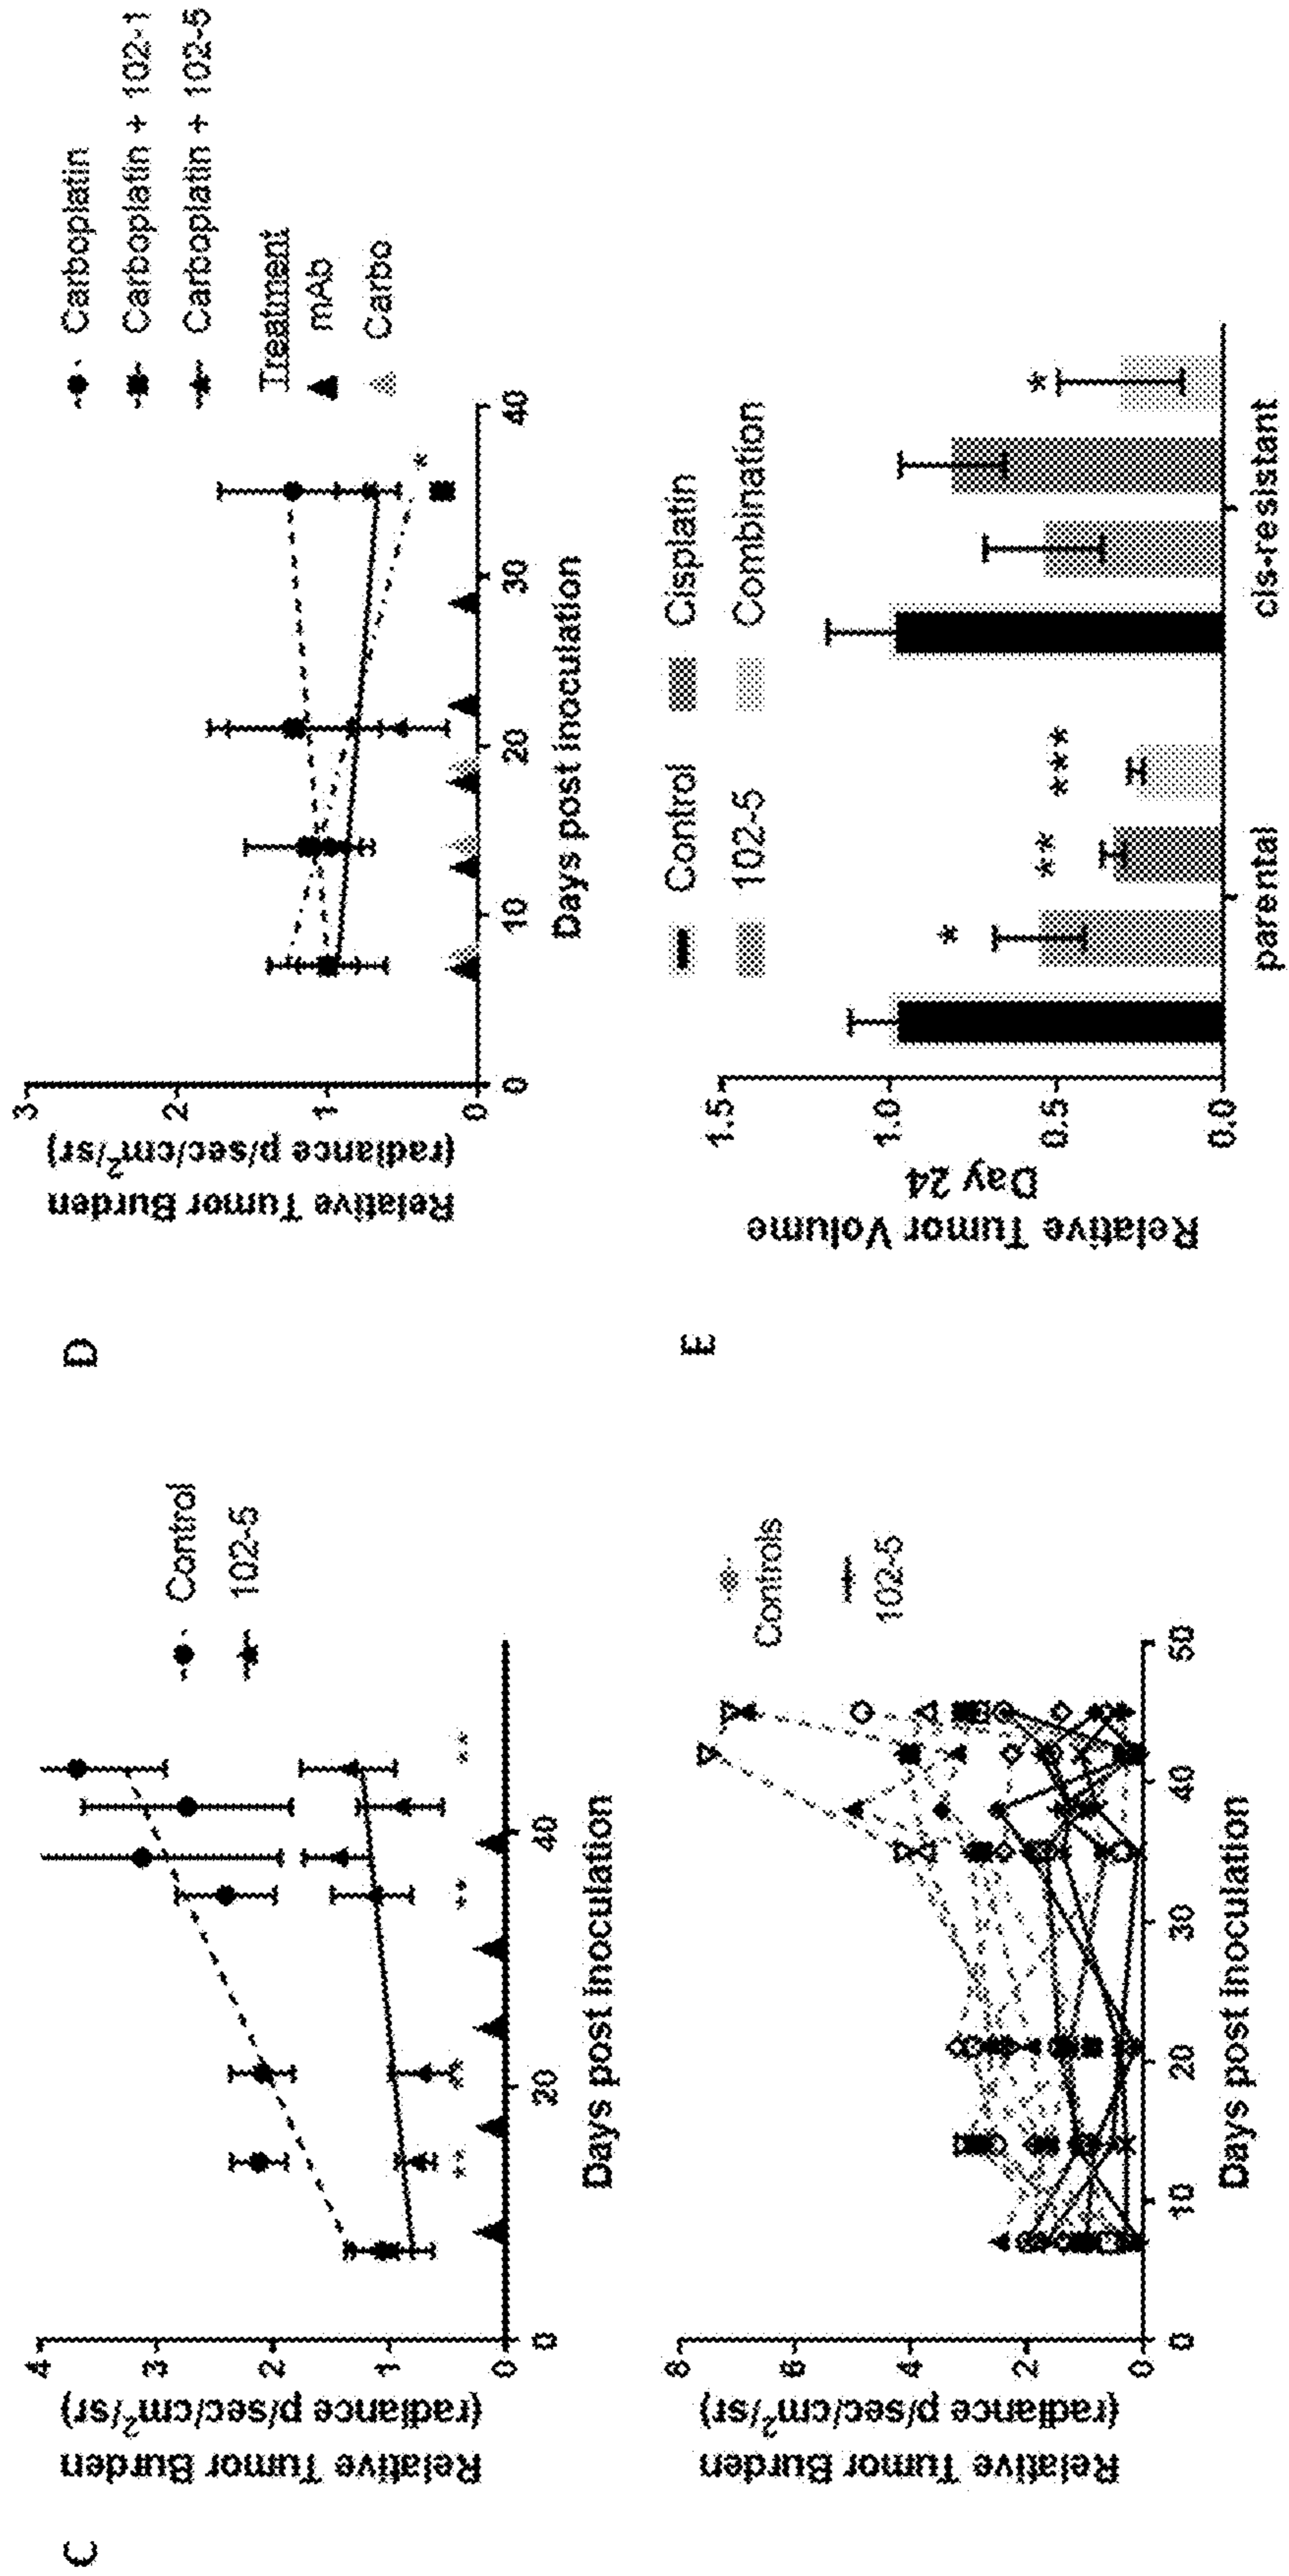 C
Relative Tumor Burden
(radiance p/sec/cm²/sr)
4
3
2
1
0
0
20
40
Days post inoculation
Control
102-5
**
**
**
**
Relative Tumor Burden
(radiance p/sec/cm²/sr)
8
6
4
2
0
0
10
20
30
40
50
Days post inoculation
Controls
102-5
D
Relative Tumor Burden
(radiance p/sec/cm²/sr)
3
2
1
0
0
10
20
30
40
Days post inoculation
*
Carboplatin
Carboplatin + 102-1
Carboplatin + 102-5
Treatment
mAb
Carbo
E
Relative Tumor Volume
Day 24
1.5
1.0
0.5
0.0
Control
Cisplatin
102-5
Combination
*
**
***
*
parental
cis-resistant